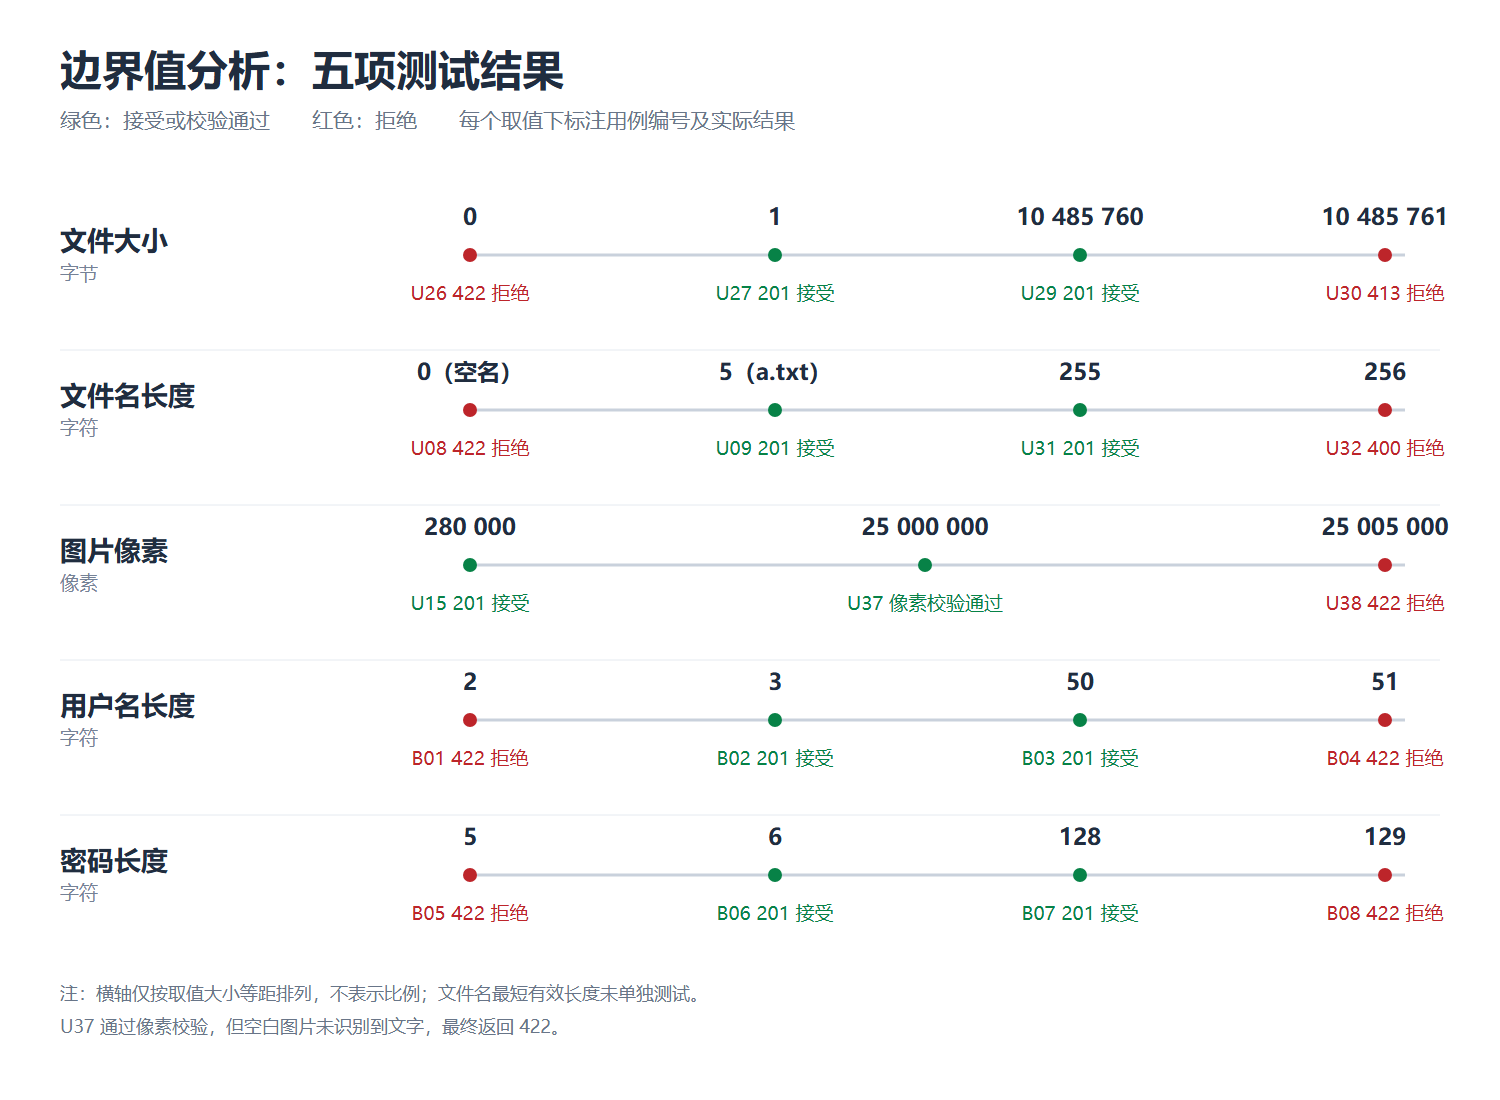 边界值分析：五项测试结果
绿色：接受或校验通过 红色：拒绝 每个取值下标注用例编号及实际结果
文件大小
字节
0 1 10 485 760 10 485 761
U26 422 拒绝 U27 201 接受 U29 201 接受 U30 413 拒绝
文件名长度
字符
0（空名） 5（a.txt） 255 256
U08 422 拒绝 U09 201 接受 U31 201 接受 U32 400 拒绝
图片像素
像素
280 000 25 000 000 25 005 000
U15 201 接受 U37 像素校验通过 U38 422 拒绝
用户名长度
字符
2 3 50 51
B01 422 拒绝 B02 201 接受 B03 201 接受 B04 422 拒绝
密码长度
字符
5 6 128 129
B05 422 拒绝 B06 201 接受 B07 201 接受 B08 422 拒绝
注：横轴仅按取值大小等距排列，不表示比例；文件名最短有效长度未单独测试。
U37 通过像素校验，但空白图片未识别到文字，最终返回 422。